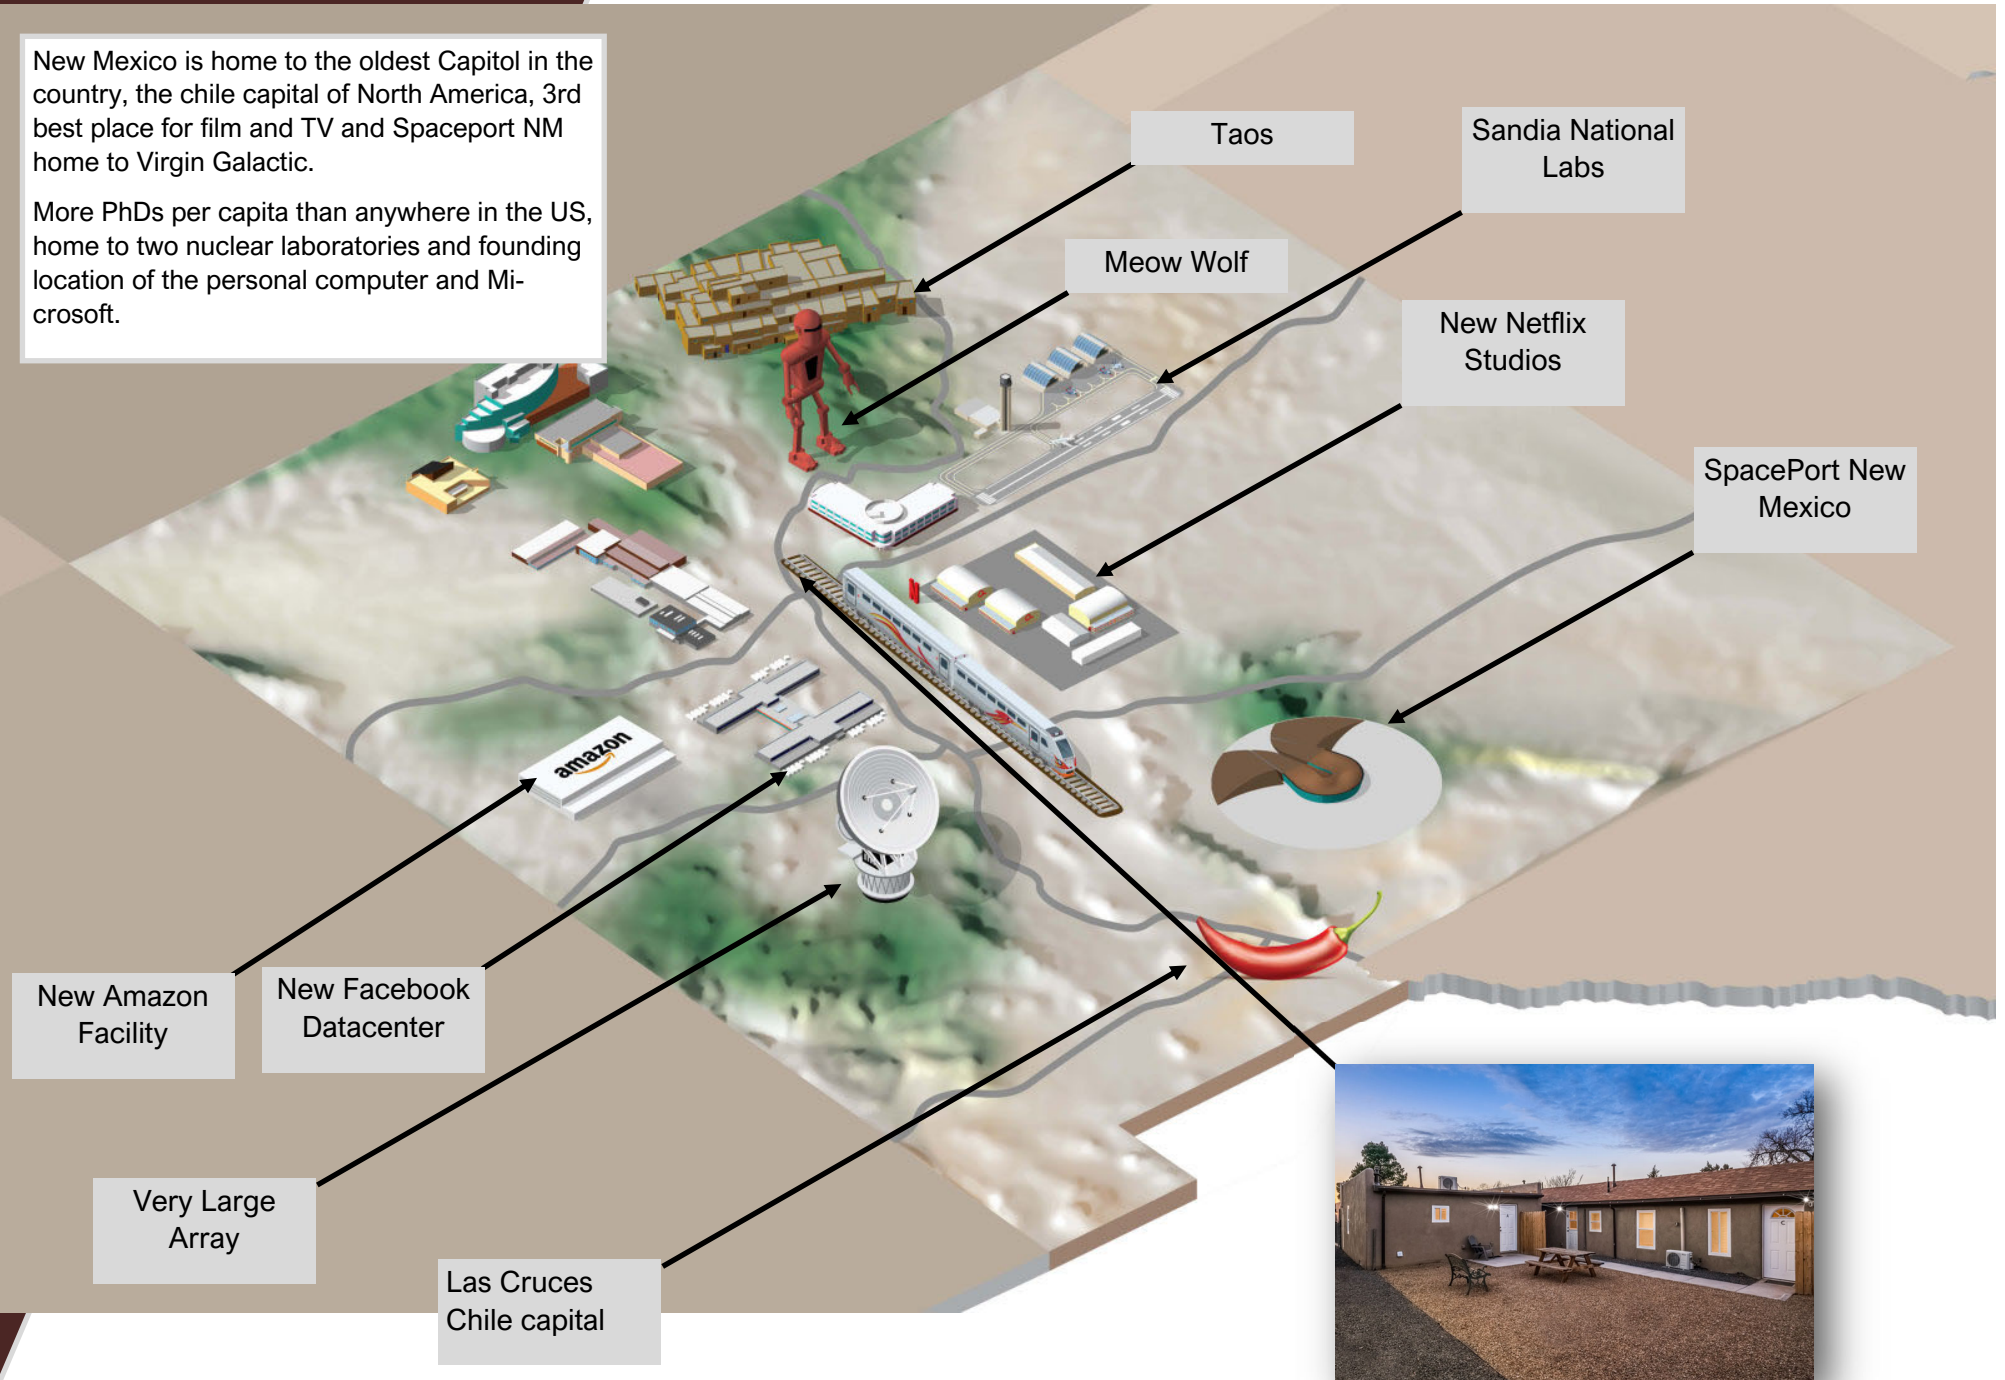 New Mexico is home to the oldest Capitol in the
country, the chile capital of North America, 3rd
best place for film and TV and Spaceport NM
home to Virgin Galactic.
More PhDs per capita than anywhere in the US,
home to two nuclear laboratories and founding
location of the personal computer and Mi-
crosoft.
Taos
Sandia National
Labs
Meow Wolf
New Netflix
Studios
SpacePort New
Mexico
N
amazon
New Amazon
Facility
New Facebook
Datacenter
Very Large
Array
Las Cruces
Chile capital
C